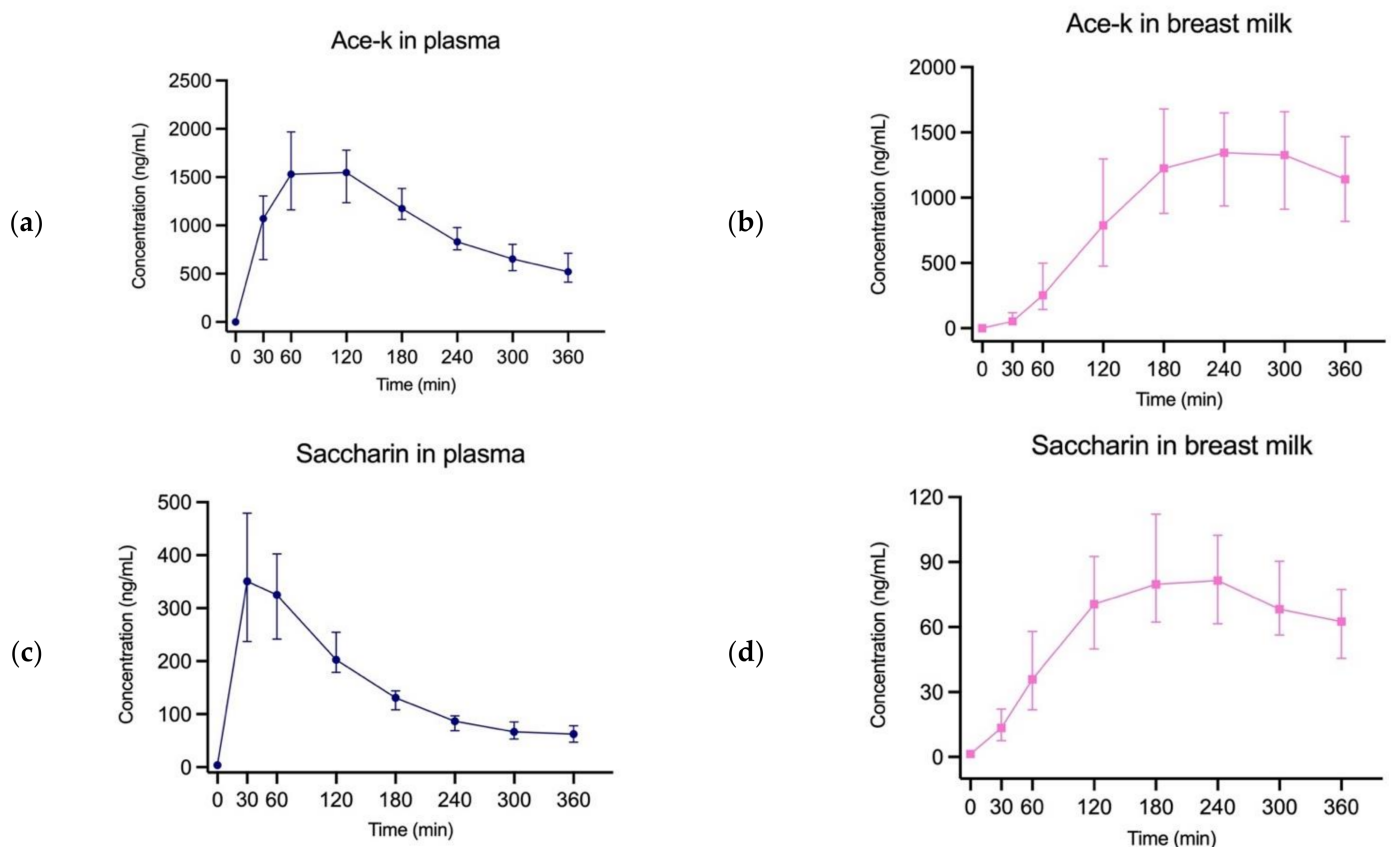 Ace-k in plasma
(a)
Concentration (ng/mL)
2500
2000
1500
1000
500
0
0 30 60 120 180 240 300 360
Time (min)
Ace-k in breast milk
(b)
Concentration (ng/mL)
2000
1500
1000
500
0
0 30 60 120 180 240 300 360
Time (min)
Saccharin in plasma
(c)
Concentration (ng/mL)
500
400
300
200
100
0
0 30 60 120 180 240 300 360
Time (min)
Saccharin in breast milk
(d)
Concentration (ng/mL)
120
90
60
30
0
0 30 60 120 180 240 300 360
Time (min)